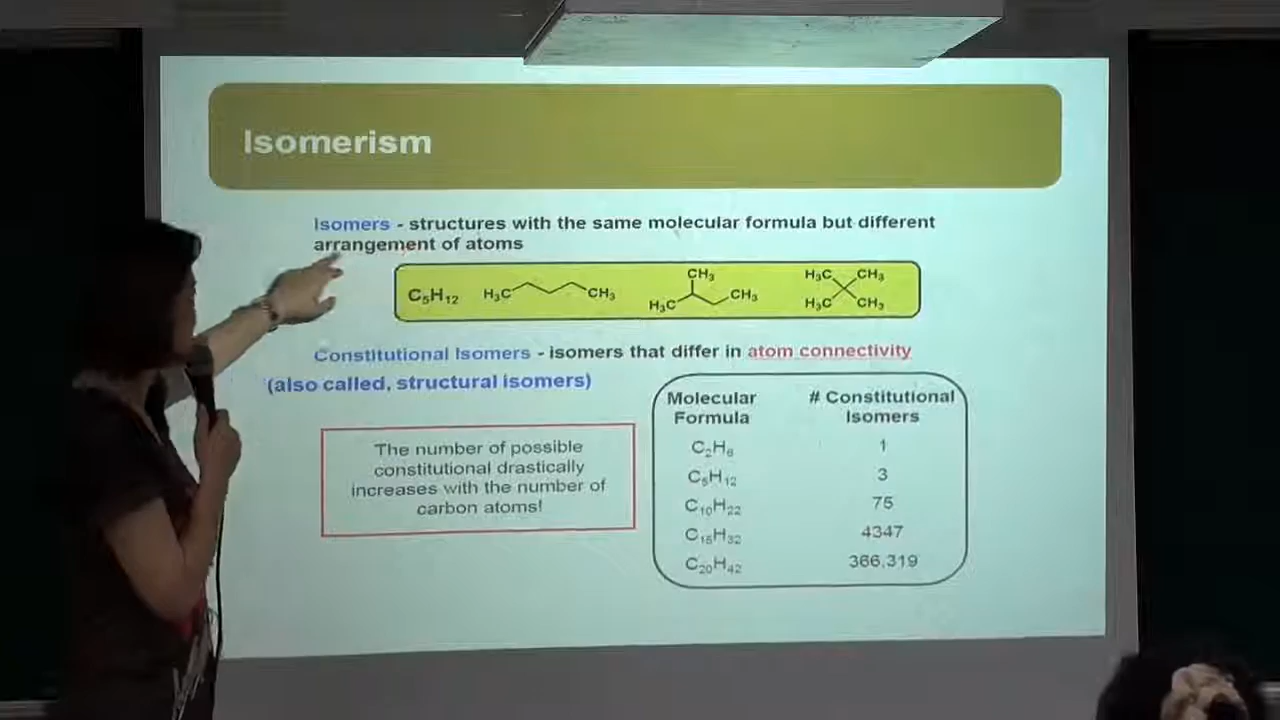 Isomerism
Isomers - structures with the same molecular formula but different
arrangement of atoms
C₅H₁₂ H₃C CH₃ CH₃ H₃C CH₃ H₃C CH₃ H₃C CH₃
Constitutional Isomers - isomers that differ in atom connectivity
(also called, structural isomers)
The number of possible
constitutional drastically
increases with the number of
carbon atoms!
Molecular # Constitutional
Formula Isomers
C₂H₆ 1
C₅H₁₂ 3
C₁₀H₂₂ 75
C₁₅H₃₂ 4347
C₂₀H₄₂ 366,319